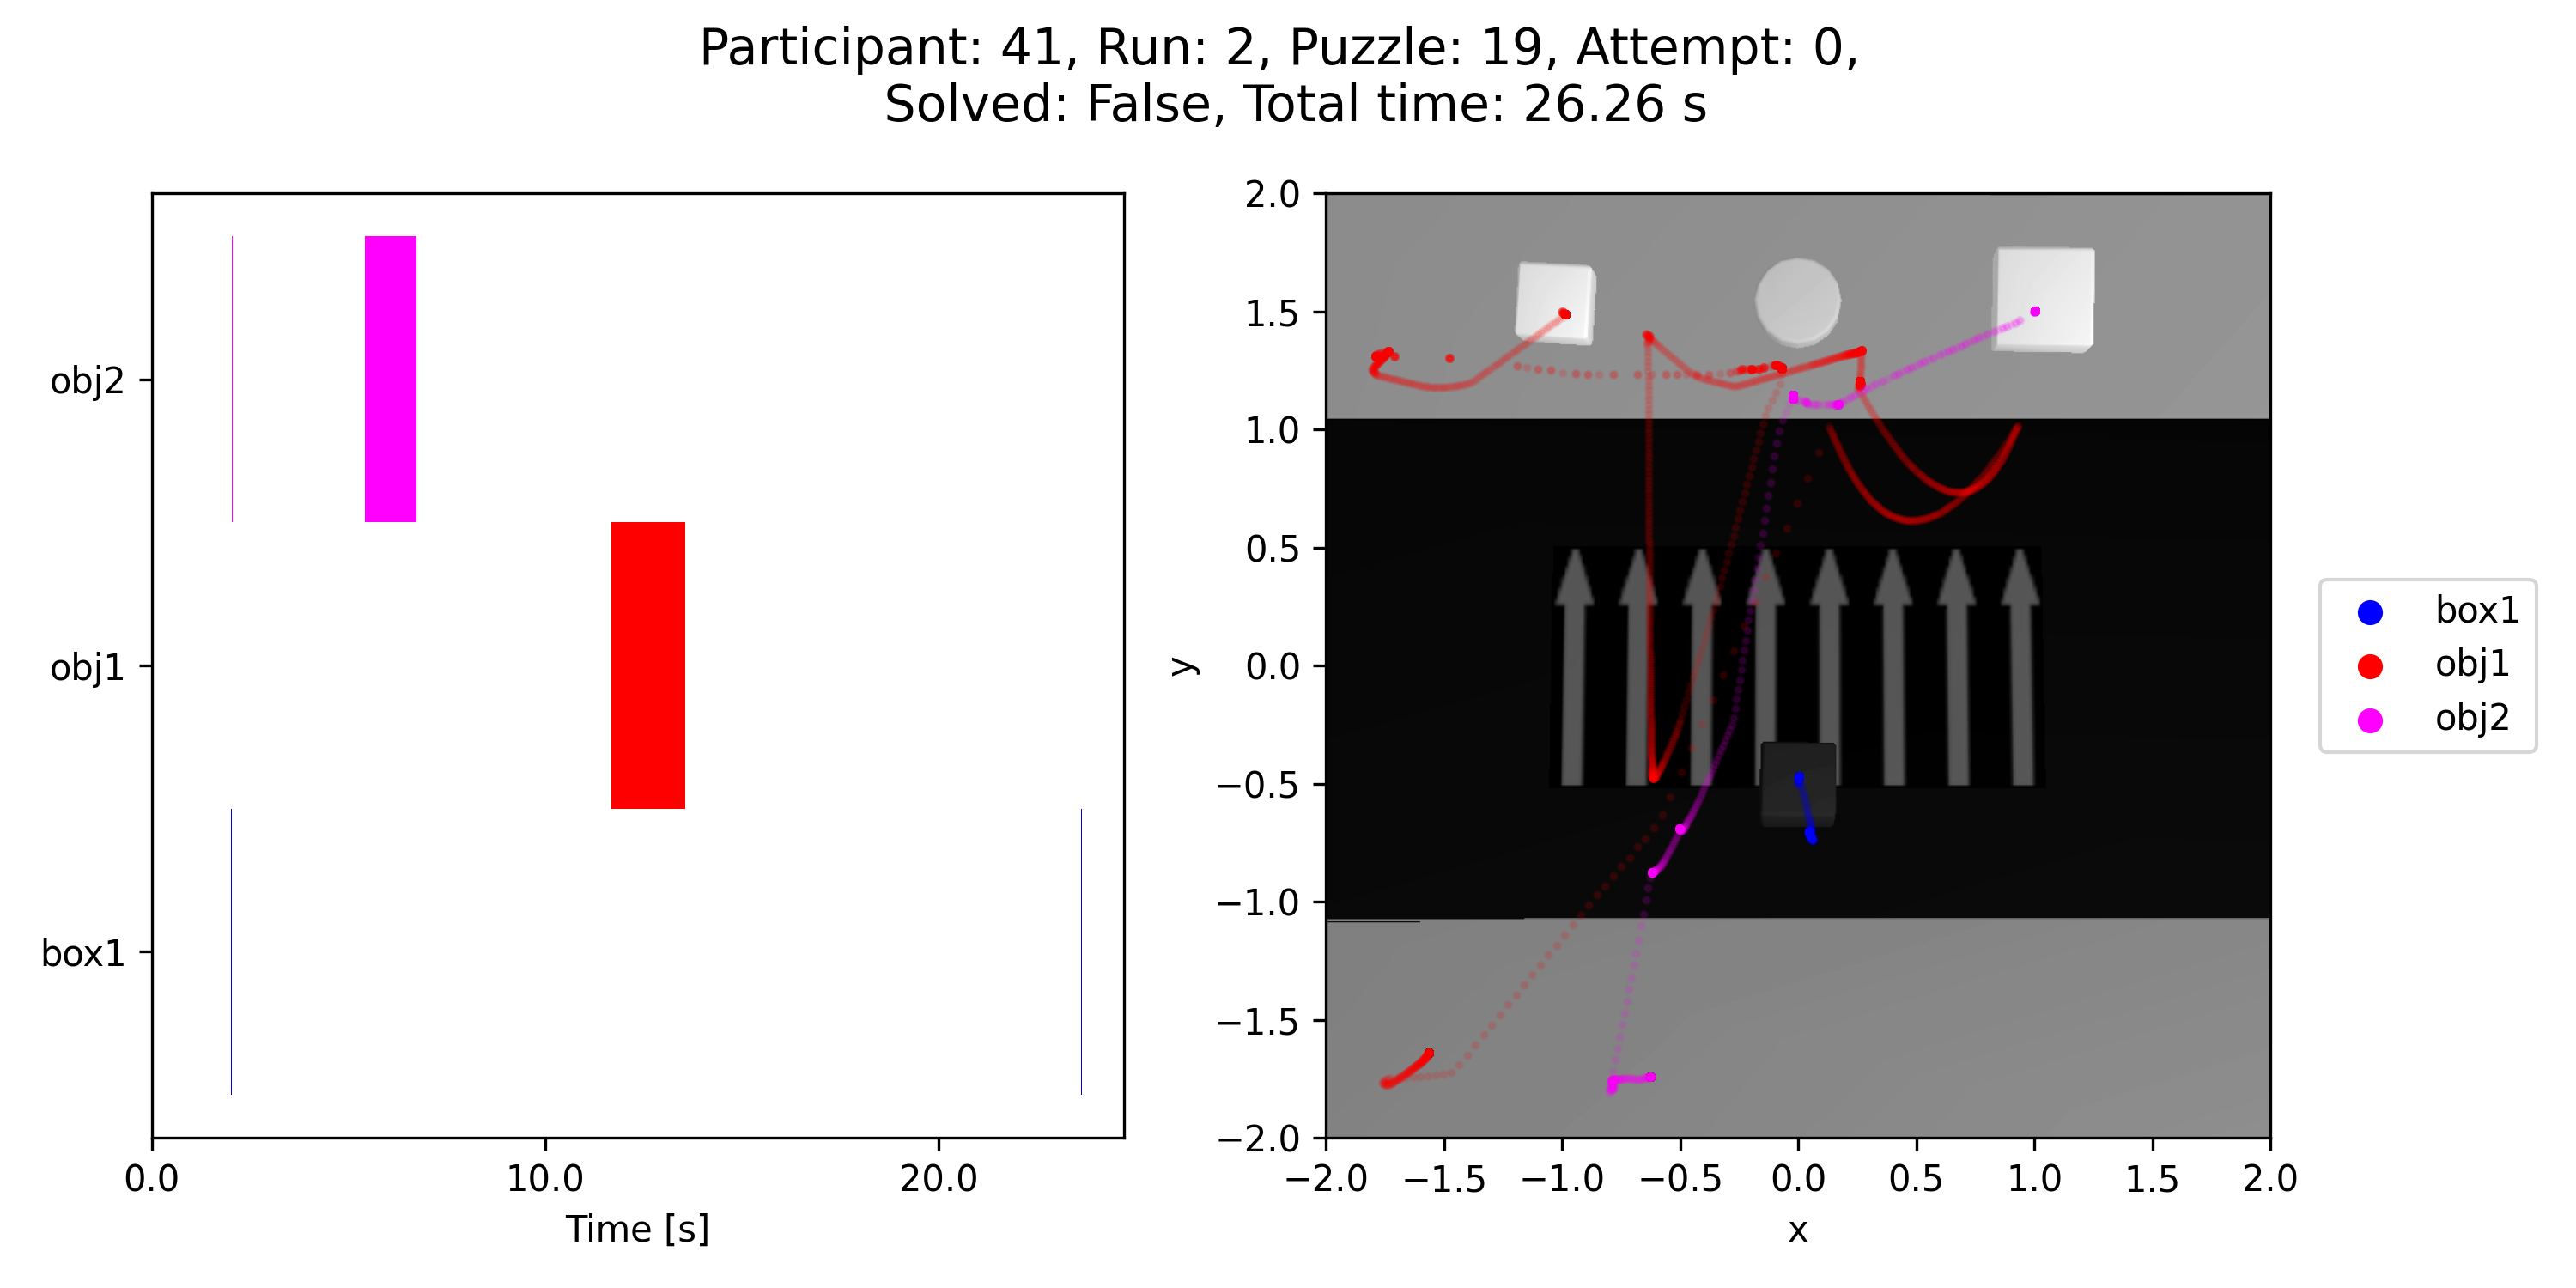 Participant: 41, Run: 2, Puzzle: 19, Attempt: 0,
Solved: False, Total time: 26.26 s
obj2
obj1
box1
0.0 10.0 20.0
Time [s]
2.0
1.5
1.0
0.5
0.0
−0.5
−1.0
−1.5
−2.0
y
−2.0 −1.5 −1.0 −0.5 0.0 0.5 1.0 1.5 2.0
x
box1
obj1
obj2